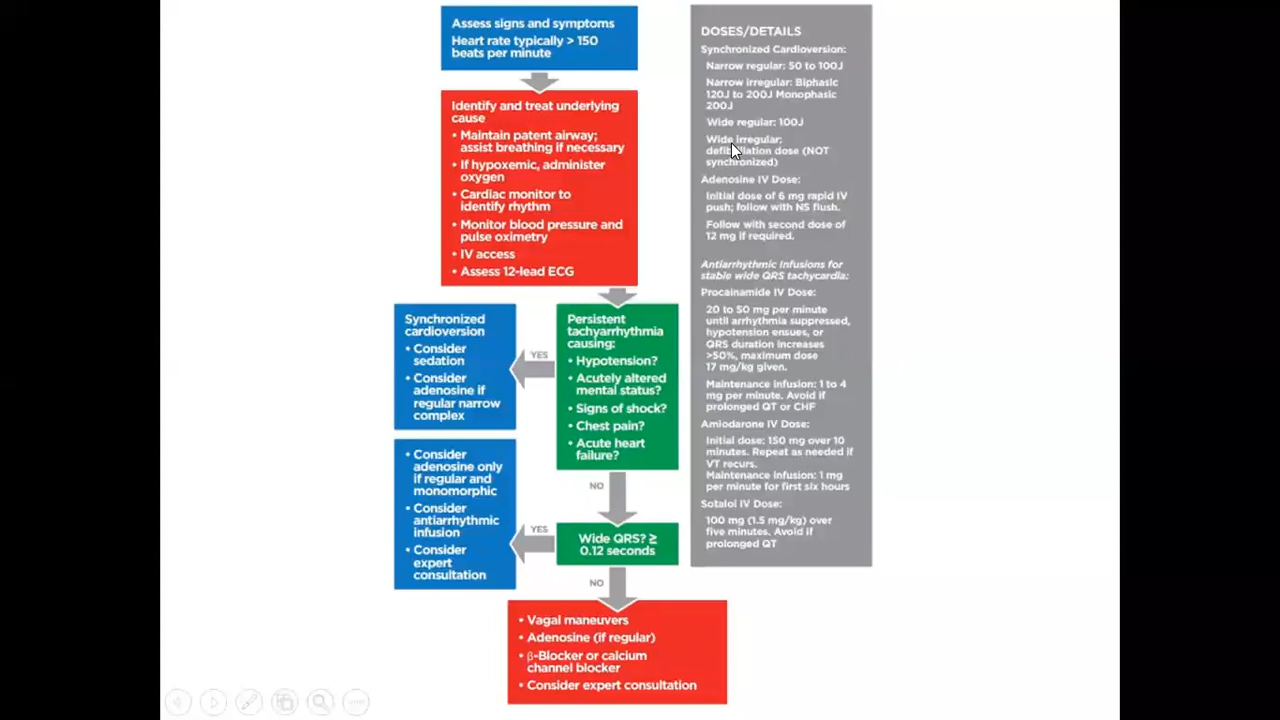 Assess signs and symptoms
Heart rate typically > 150
beats per minute
Identify and treat underlying
cause
• Maintain patent airway;
assist breathing if necessary
• If hypoxemic, administer
oxygen
• Cardiac monitor to
identify rhythm
• Monitor blood pressure and
pulse oximetry
• IV access
• Assess 12-lead ECG
Synchronized
cardioversion
• Consider
sedation
• Consider
adenosine if
regular narrow
complex
YES
Persistent
tachyarrhythmia
causing:
• Hypotension?
• Acutely altered
mental status?
• Signs of shock?
• Chest pain?
• Acute heart
failure?
NO
• Consider
adenosine only
if regular and
monomorphic
• Consider
antiarrhythmic
infusion
• Consider
expert
consultation
YES
Wide QRS? ≥
0.12 seconds
NO
• Vagal maneuvers
• Adenosine (if regular)
• β-Blocker or calcium
channel blocker
• Consider expert consultation
DOSES/DETAILS
Synchronized Cardioversion:
Narrow regular: 50 to 100J
Narrow irregular: Biphasic
120J to 200J Monophasic
200J
Wide regular: 100J
Wide irregular;
defibrillation dose (NOT
synchronized)
Adenosine IV Dose:
Initial dose of 6 mg rapid IV
push; follow with NS flush.
Follow with second dose of
12 mg if required.
Antiarrhythmic Infusions for
stable wide QRS tachycardia:
Procainamide IV Dose:
20 to 50 mg per minute
until arrhythmia suppressed,
hypotension ensues, or
QRS duration increases
>50%, maximum dose
17 mg/kg given.
Maintenance infusion: 1 to 4
mg per minute. Avoid if
prolonged QT or CHF
Amiodarone IV Dose:
Initial dose: 150 mg over 10
minutes. Repeat as needed if
VT recurs.
Maintenance infusion: 1 mg
per minute for first six hours
Sotalol IV Dose:
100 mg (1.5 mg/kg) over
five minutes. Avoid if
prolonged QT